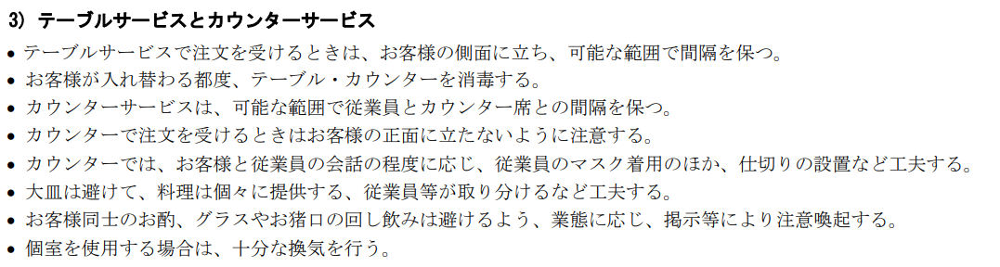 3) テーブルサービスとカウンターサービス
• テーブルサービスで注文を受けるときは、お客様の側面に立ち、可能な範囲で間隔を保つ。
• お客様が入れ替わる都度、テーブル・カウンターを消毒する。
• カウンターサービスは、可能な範囲で従業員とカウンター席との間隔を保つ。
• カウンターで注文を受けるときはお客様の正面に立たないように注意する。
• カウンターでは、お客様と従業員の会話の程度に応じ、従業員のマスク着用のほか、仕切りの設置など工夫する。
• 大皿は避けて、料理は個々に提供する、従業員等が取り分けるなど工夫する。
• お客様同士のお酌、グラスやお猪口の回し飲みは避けるよう、業態に応じ、掲示等により注意喚起する。
• 個室を使用する場合は、十分な換気を行う。